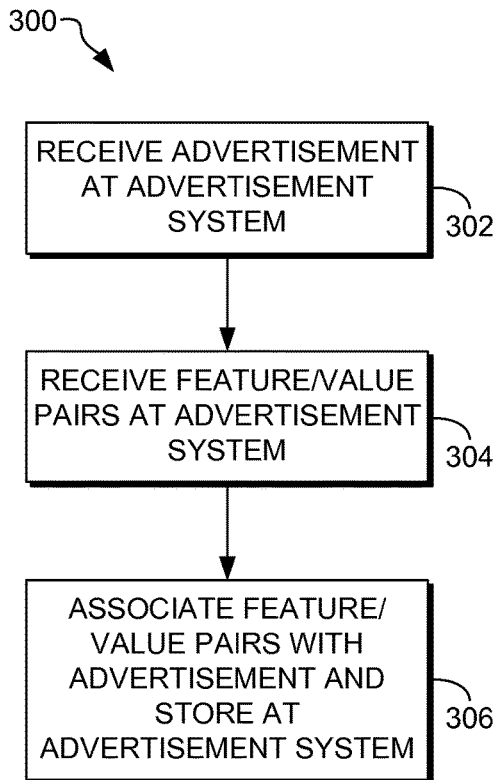 300
RECEIVE ADVERTISEMENT
AT ADVERTISEMENT
SYSTEM
302
RECEIVE FEATURE/VALUE
PAIRS AT ADVERTISEMENT
SYSTEM
304
ASSOCIATE FEATURE/
VALUE PAIRS WITH
ADVERTISEMENT AND
STORE AT
ADVERTISEMENT SYSTEM
306